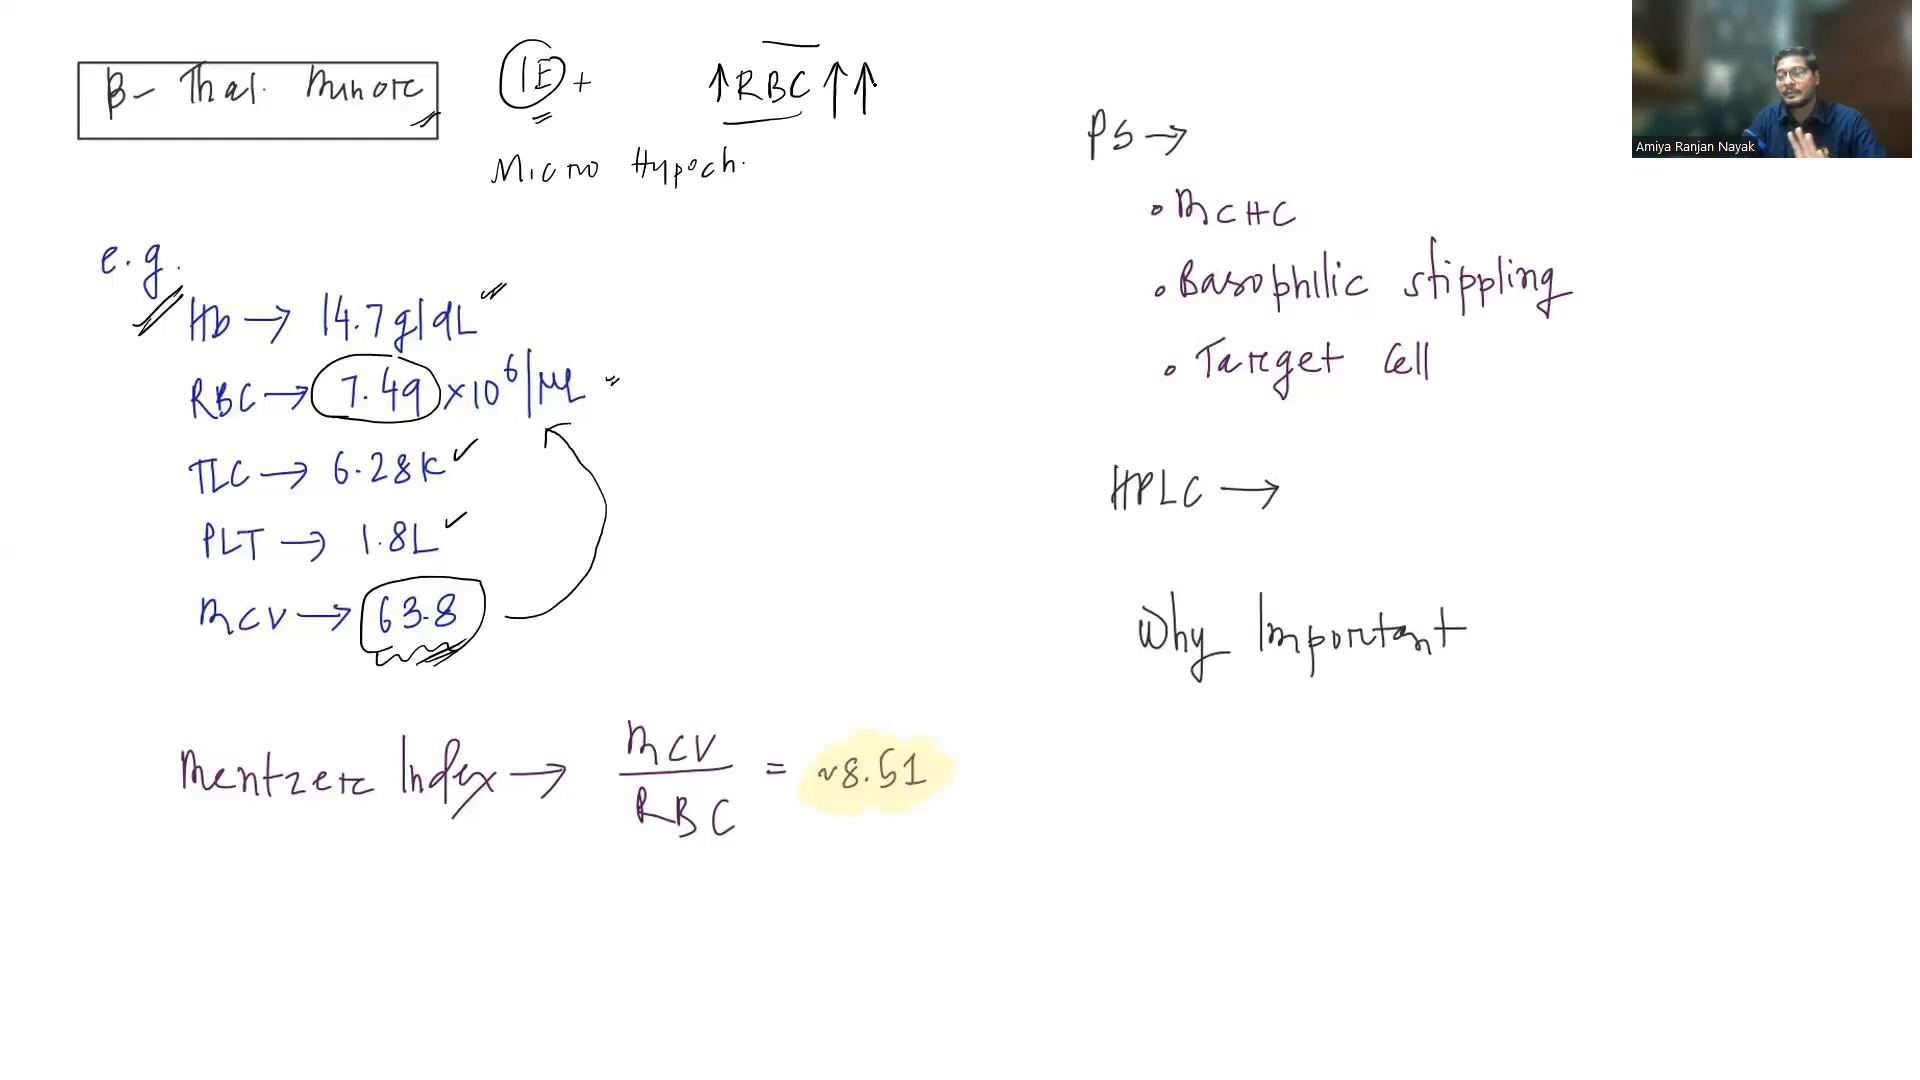 β- Thal. Minor
IE +
↑RBC↑↑
Micro Hypoch.
e.g.
Hb → 14.7 g/dL
RBC → 7.49 ×10⁶/µL
TLC → 6.28K
PLT → 1.8L
MCV → 63.8
Mentzer Index → MCV / RBC = ~8.51
PS →
• MCHC
• Basophilic stippling
• Target Cell
HPLC →
Why Important
Amiya Ranjan Nayak